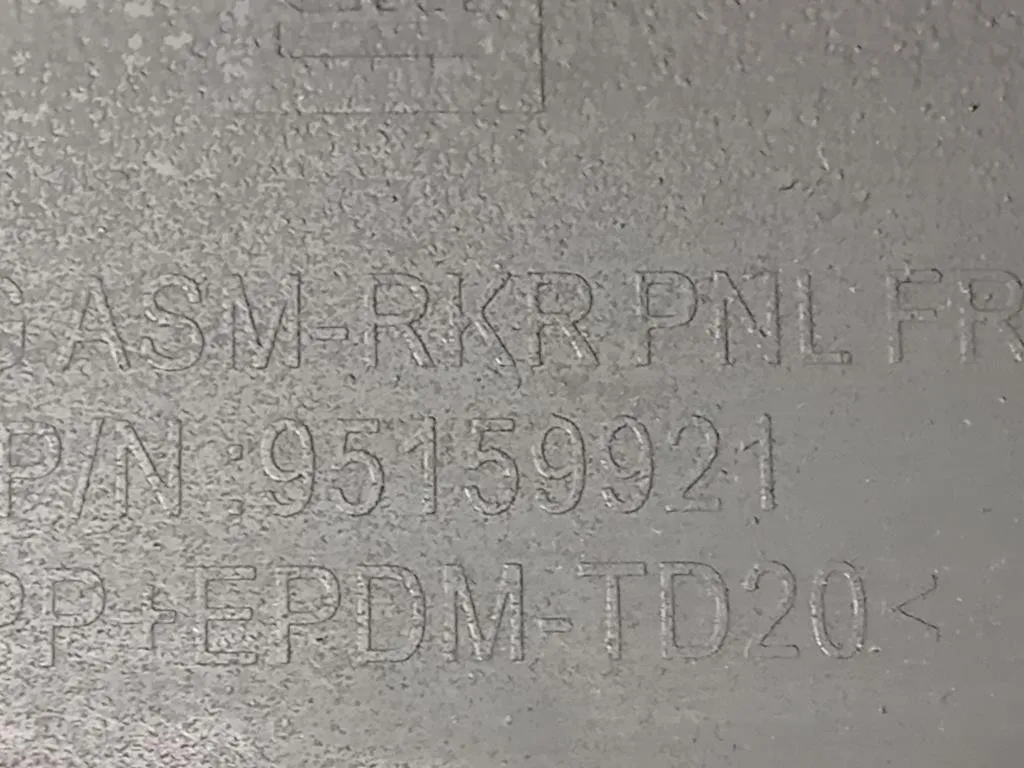 G ASM-RKR PNL FR
P/N :95159921
PP+EPDM-TD20<